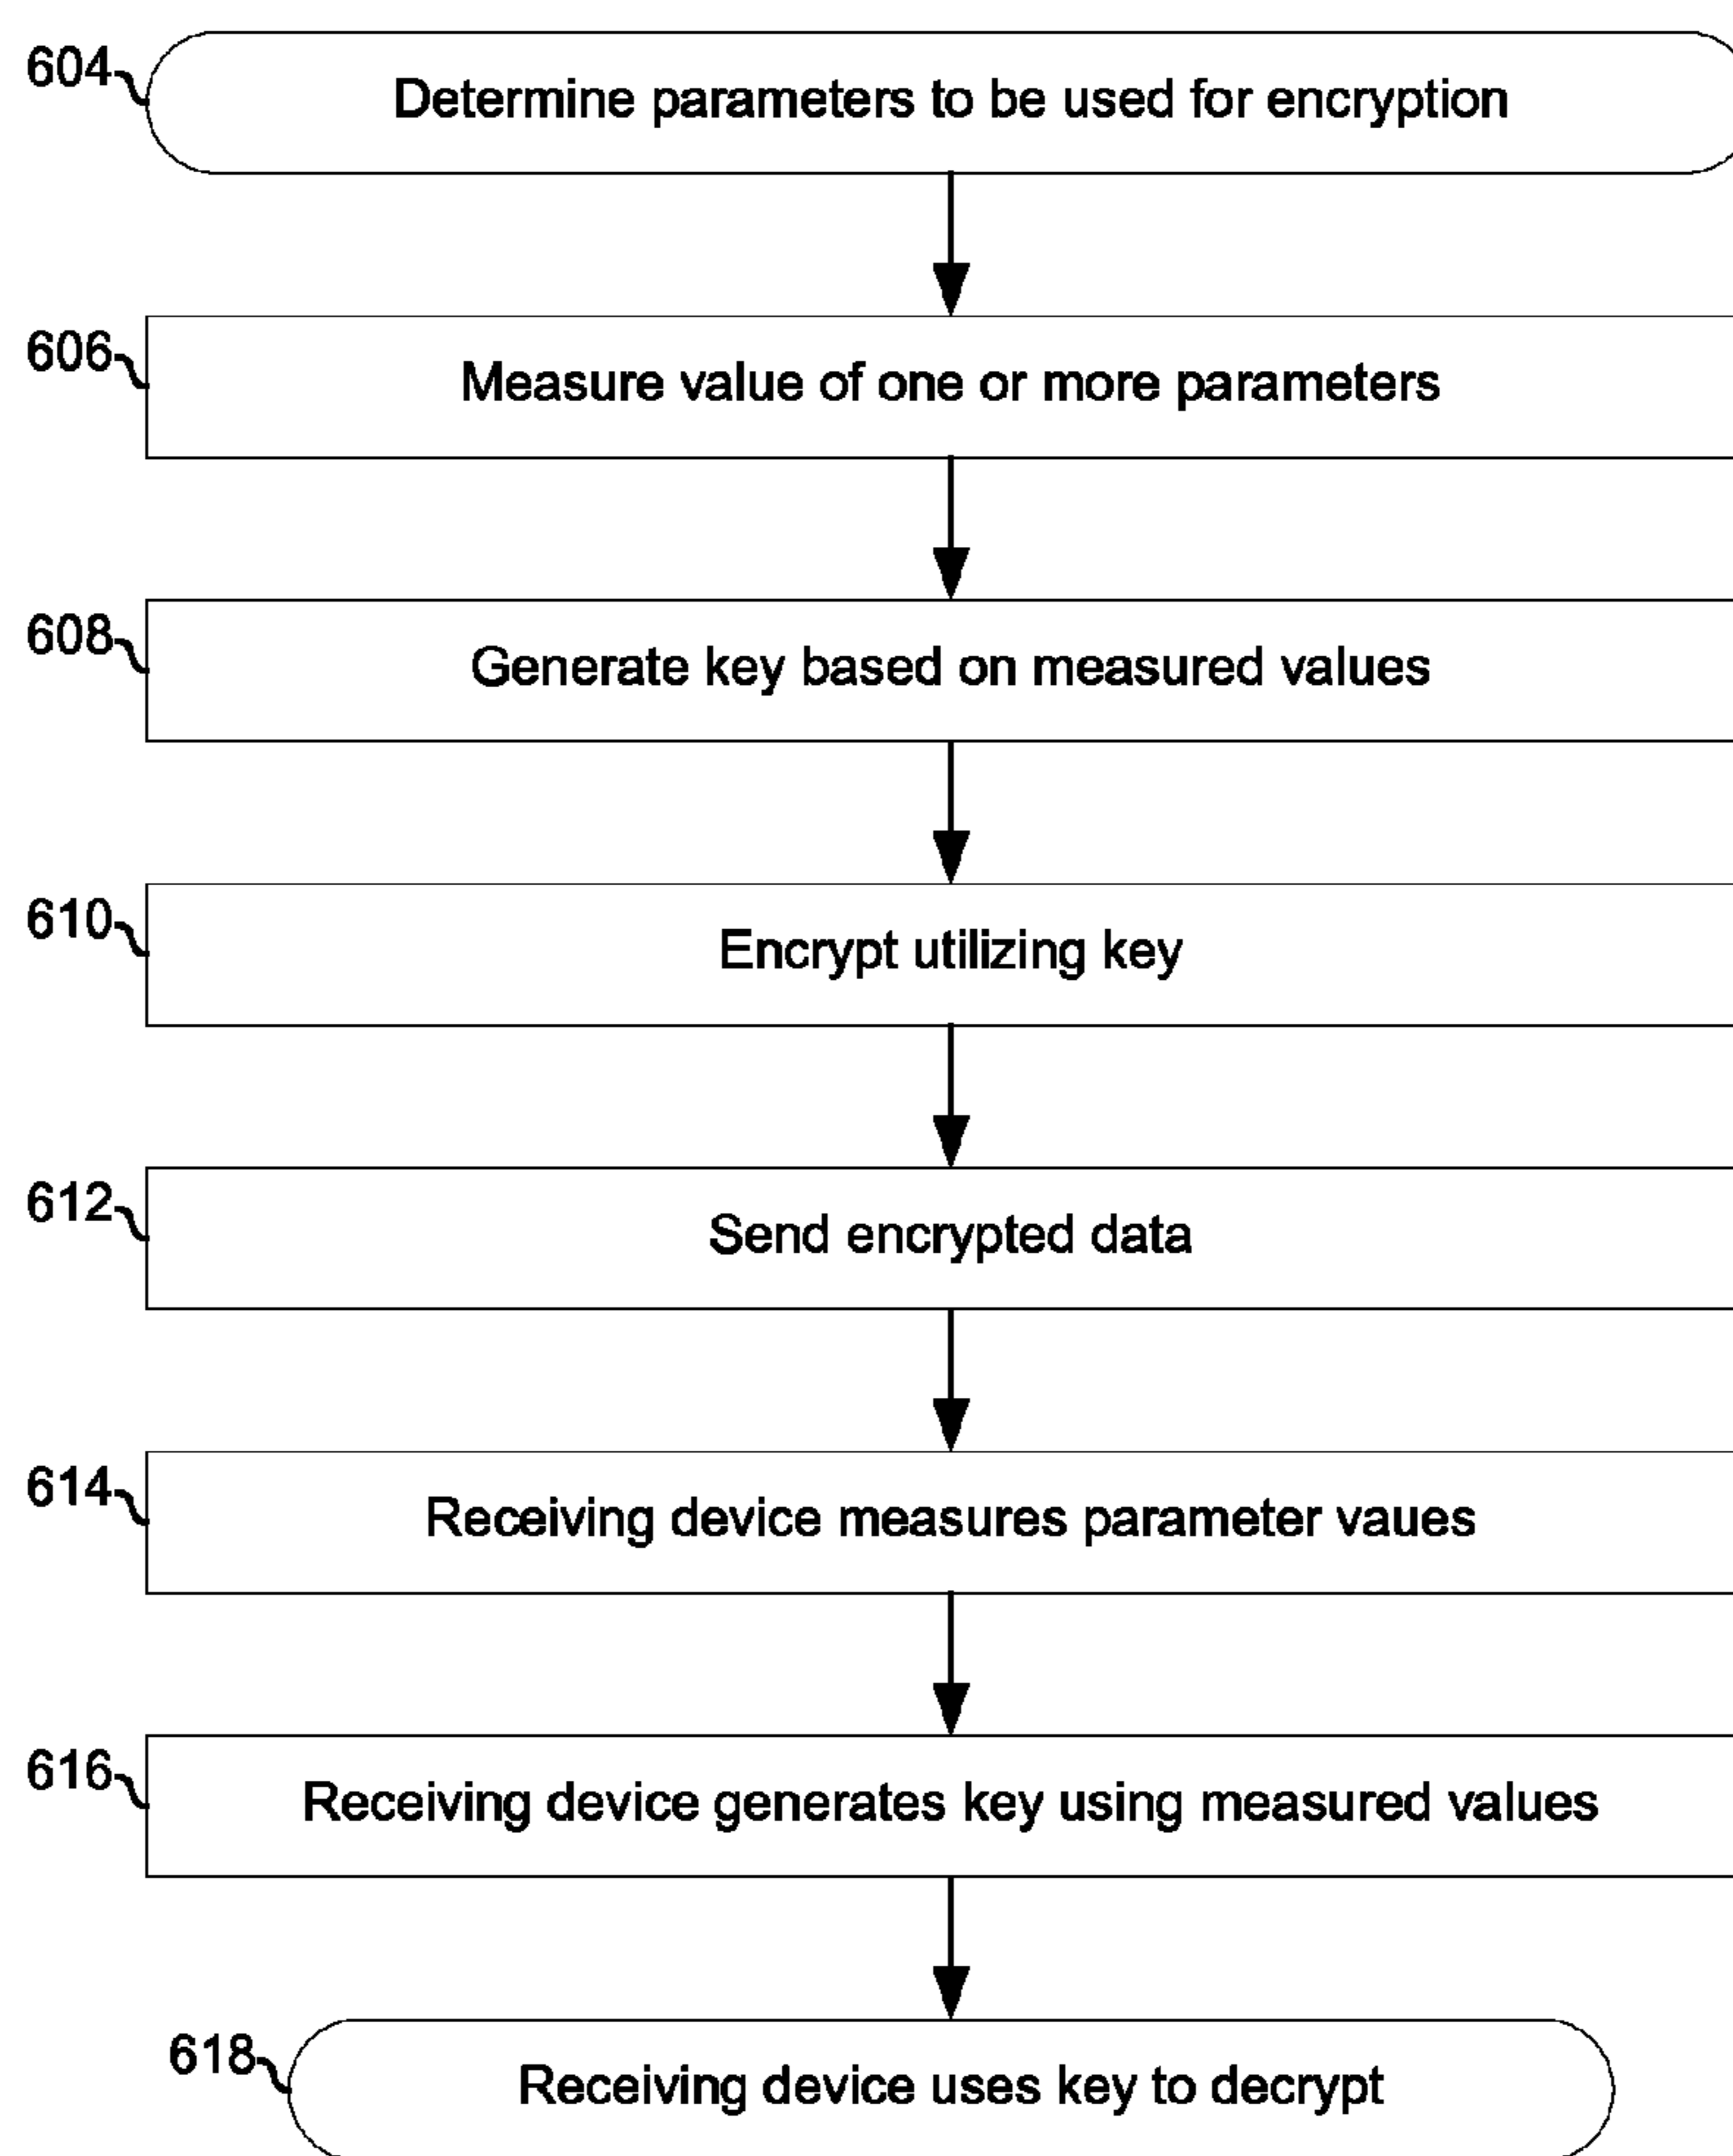 604 Determine parameters to be used for encryption
606 Measure value of one or more parameters
608 Generate key based on measured values
610 Encrypt utilizing key
612 Send encrypted data
614 Receiving device measures parameter vaues
616 Receiving device generates key using measured values
618 Receiving device uses key to decrypt